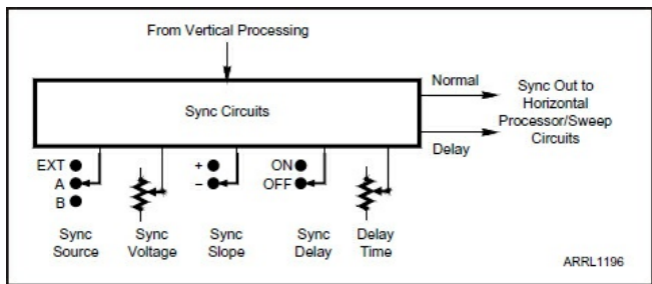 From Vertical Processing
Sync Circuits
Normal
Delay
Sync Out to
Horizontal
Processor/Sweep
Circuits
EXT
A
B
+
–
ON
OFF
Sync
Source
Sync
Voltage
Sync
Slope
Sync
Delay
Delay
Time
ARRL1196